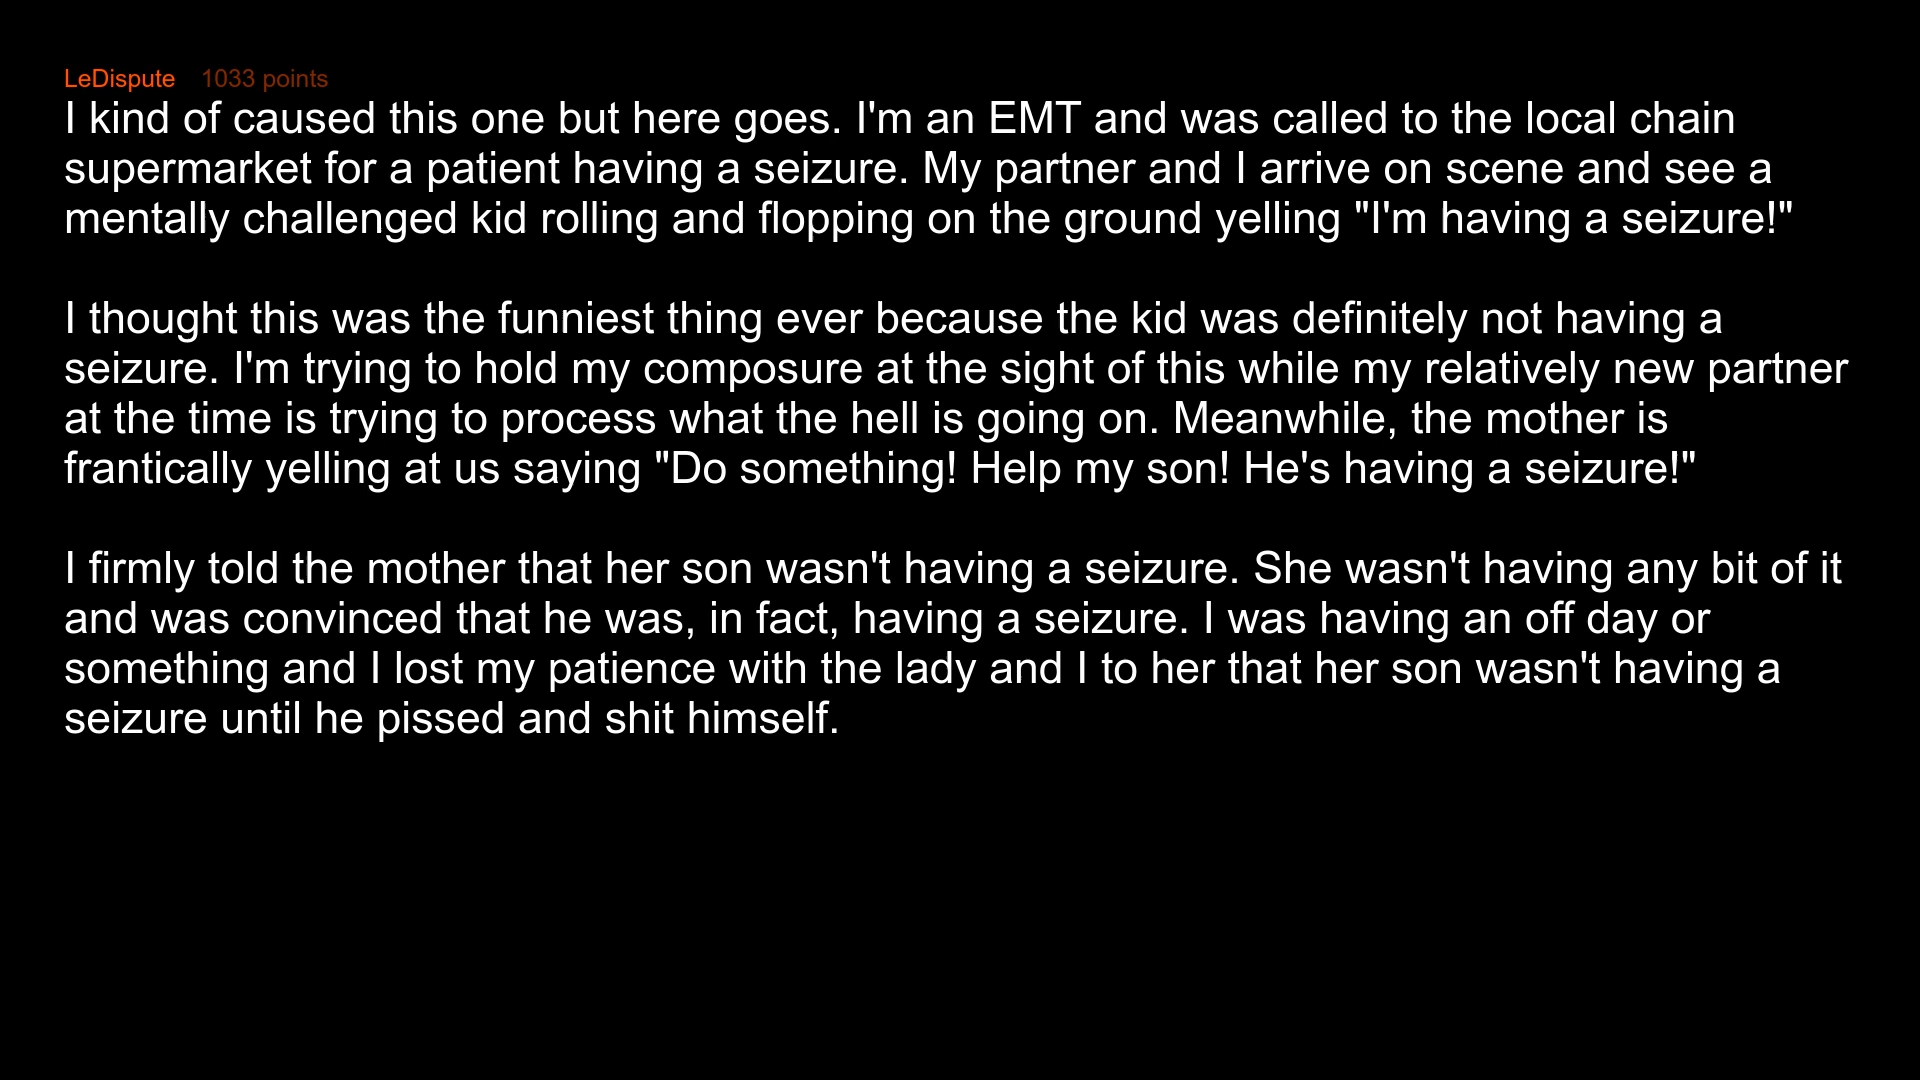 LeDispute 1033 points
I kind of caused this one but here goes. I'm an EMT and was called to the local chain
supermarket for a patient having a seizure. My partner and I arrive on scene and see a
mentally challenged kid rolling and flopping on the ground yelling "I'm having a seizure!"
I thought this was the funniest thing ever because the kid was definitely not having a
seizure. I'm trying to hold my composure at the sight of this while my relatively new partner
at the time is trying to process what the hell is going on. Meanwhile, the mother is
frantically yelling at us saying "Do something! Help my son! He's having a seizure!"
I firmly told the mother that her son wasn't having a seizure. She wasn't having any bit of it
and was convinced that he was, in fact, having a seizure. I was having an off day or
something and I lost my patience with the lady and I to her that her son wasn't having a
seizure until he pissed and shit himself.